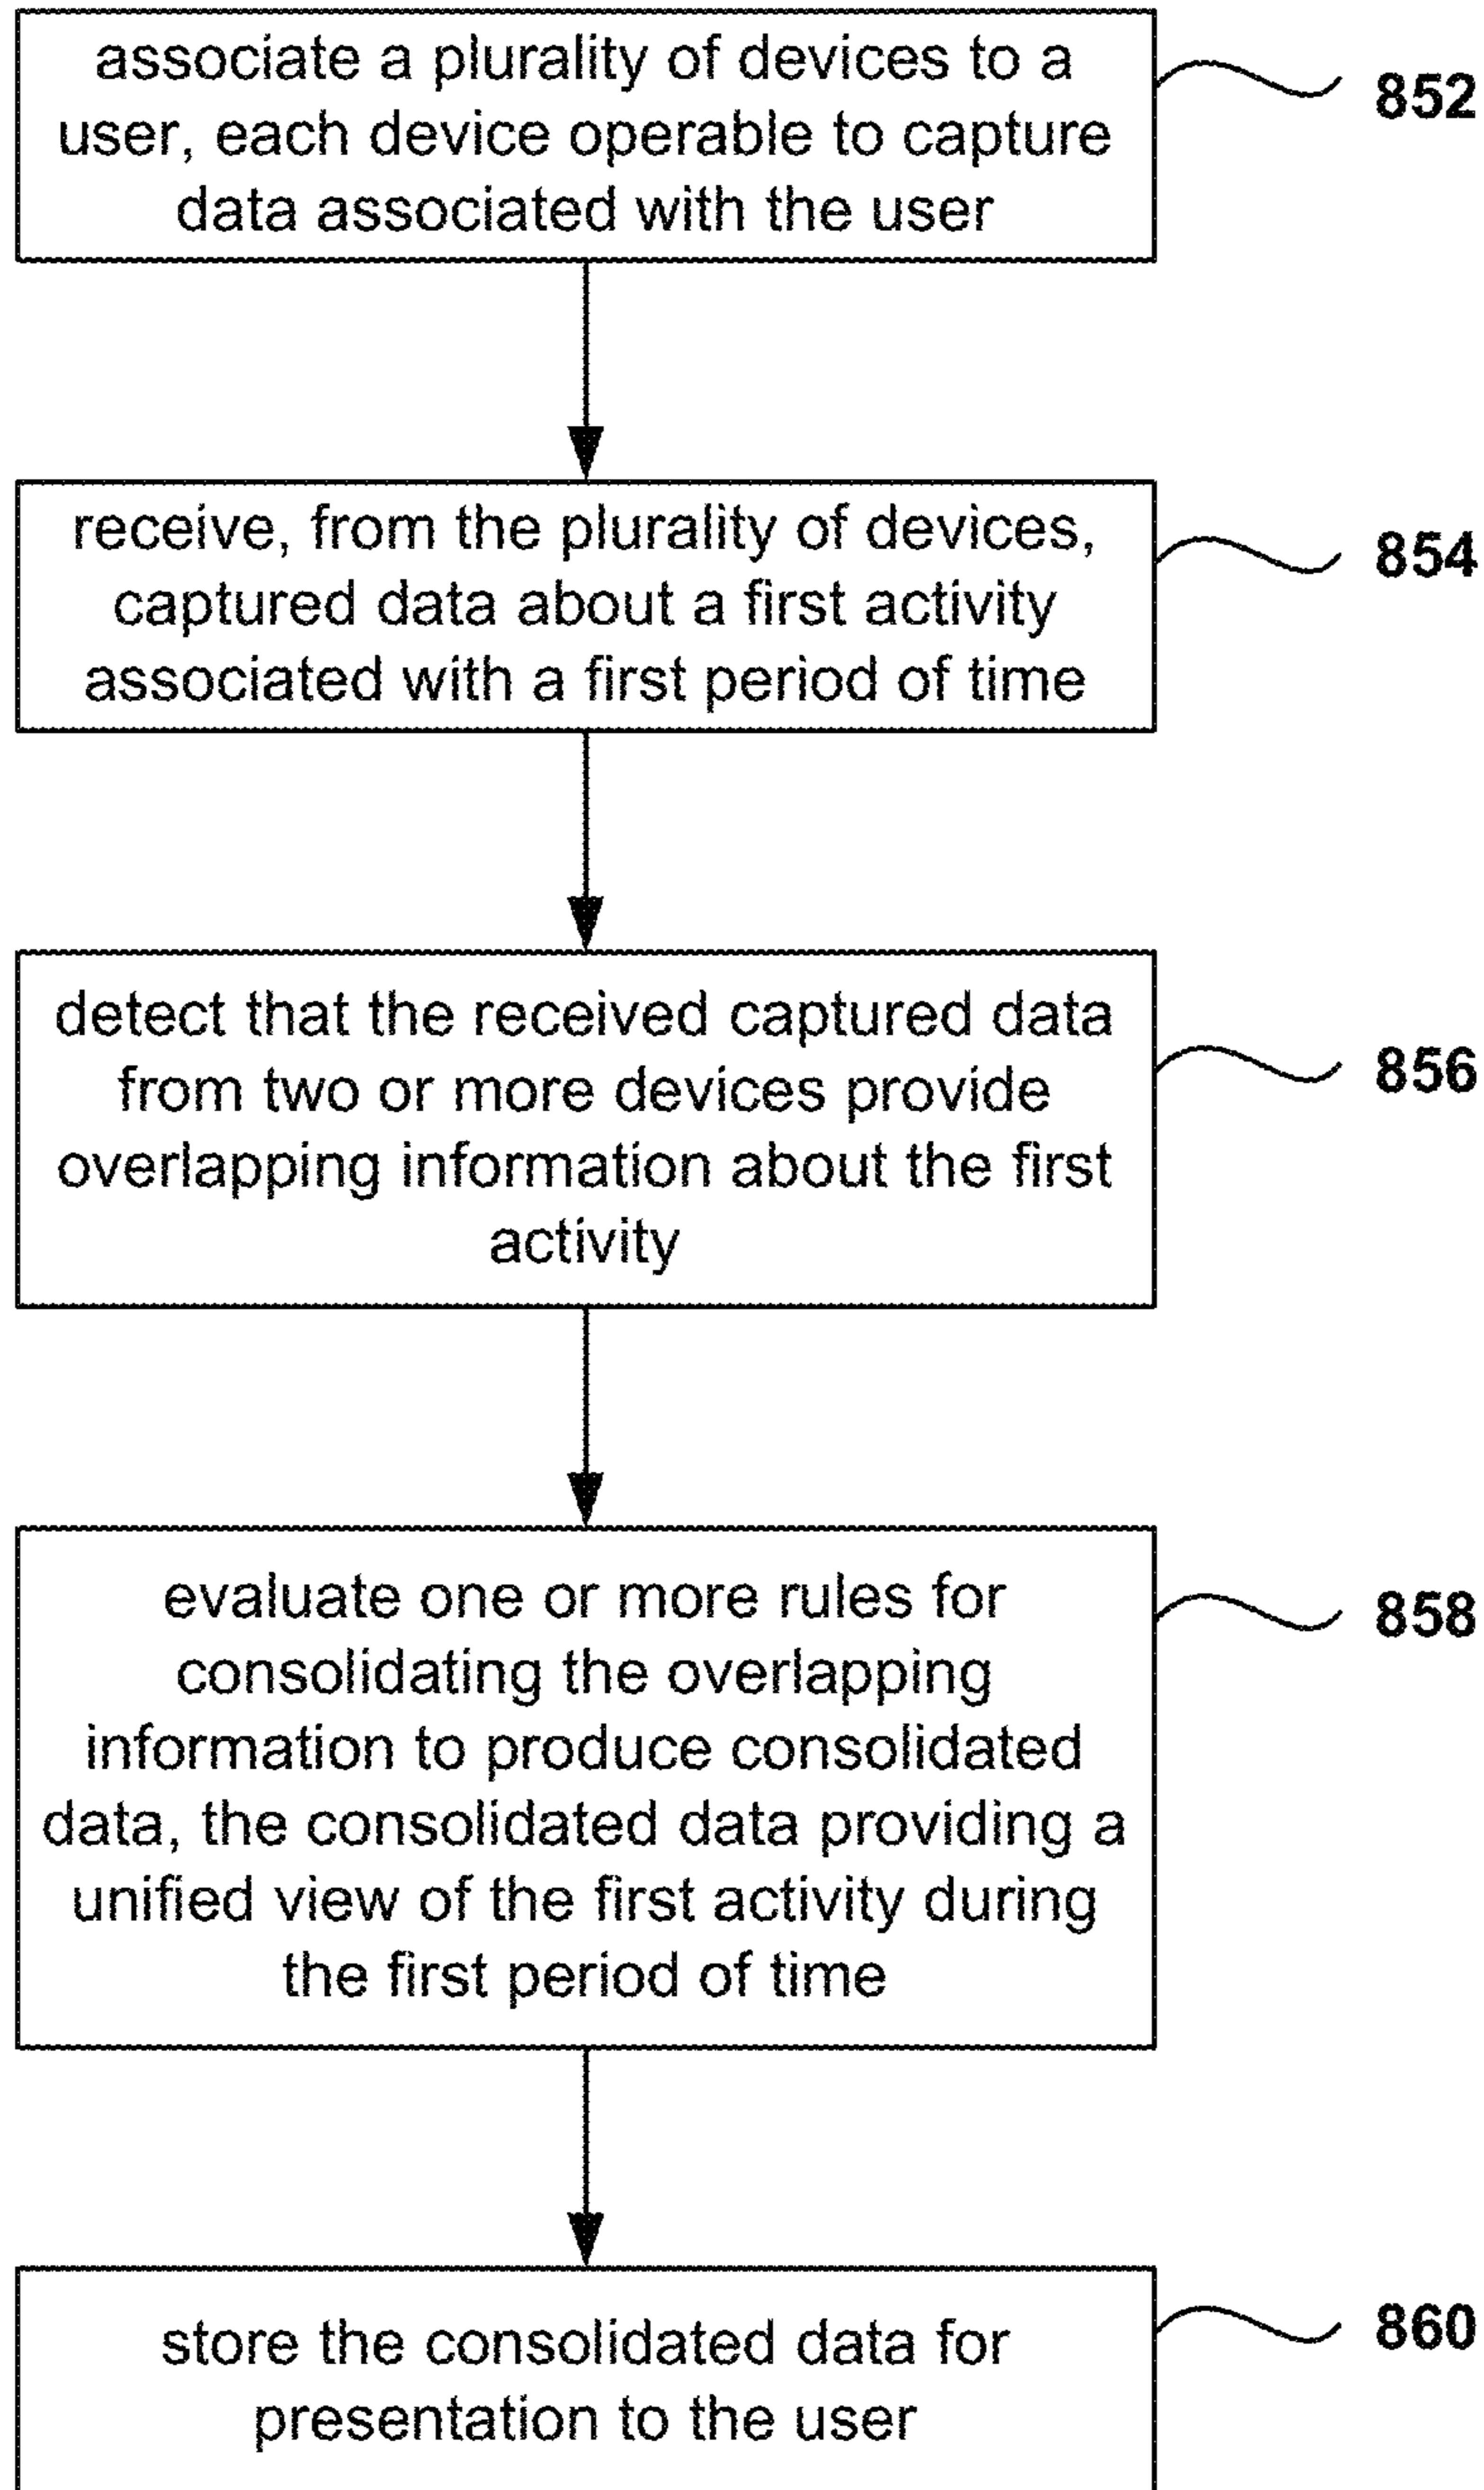 associate a plurality of devices to a
user, each device operable to capture
data associated with the user
852
receive, from the plurality of devices,
captured data about a first activity
associated with a first period of time
854
detect that the received captured data
from two or more devices provide
overlapping information about the first
activity
856
evaluate one or more rules for
consolidating the overlapping
information to produce consolidated
data, the consolidated data providing a
unified view of the first activity during
the first period of time
858
store the consolidated data for
presentation to the user
860